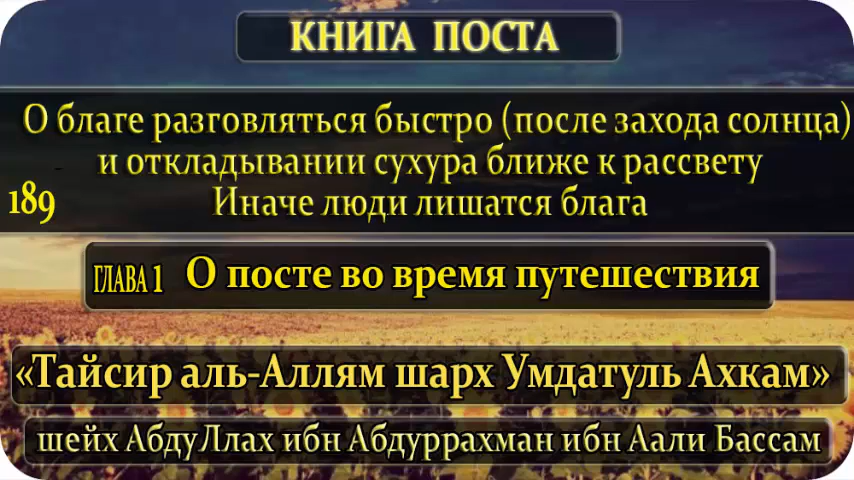 КНИГА ПОСТА
О благе разговляться быстро (после захода солнца)
и откладывании сухура ближе к рассвету
189 Иначе люди лишатся блага
ГЛАВА 1 О посте во время путешествия
«Тайсир аль-Аллям шарх Умдатуль Ахкам»
шейх АбдуЛлах ибн Абдуррахман ибн Аали Бассам